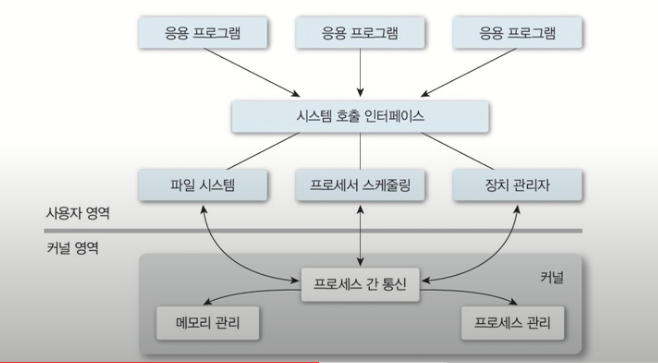 응용 프로그램
응용 프로그램
응용 프로그램
시스템 호출 인터페이스
파일 시스템
프로세서 스케줄링
장치 관리자
사용자 영역
커널 영역
커널
프로세스 간 통신
메모리 관리
프로세스 관리